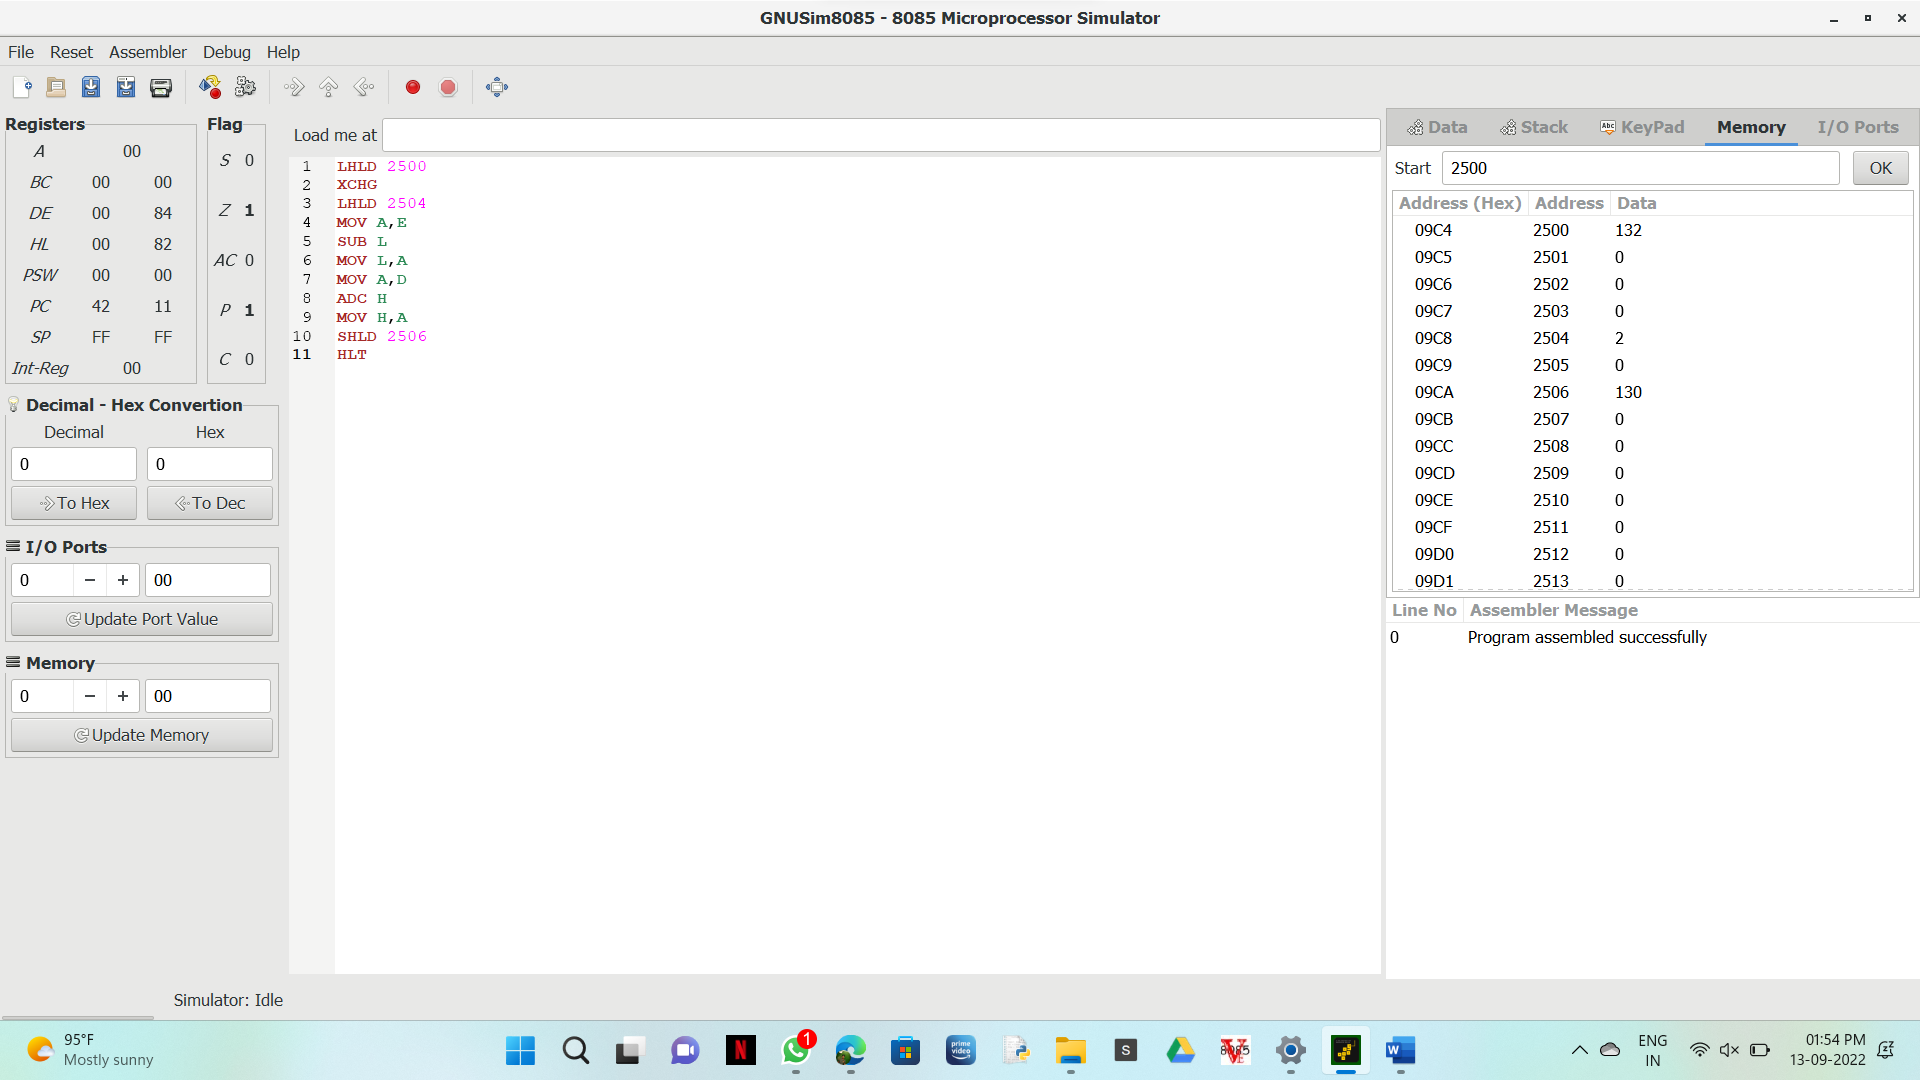 GNUSim8085 - 8085 Microprocessor Simulator
File Reset Assembler Debug Help
Registers
A 00
BC 00 00
DE 00 84
HL 00 82
PSW 00 00
PC 42 11
SP FF FF
Int-Reg 00
Flag
S 0
Z 1
AC 0
P 1
C 0
Decimal - Hex Convertion
Decimal Hex
0 0
To Hex To Dec
I/O Ports
0 − + 00
Update Port Value
Memory
0 − + 00
Update Memory
Load me at
1 LHLD 2500
2 XCHG
3 LHLD 2504
4 MOV A,E
5 SUB L
6 MOV L,A
7 MOV A,D
8 ADC H
9 MOV H,A
10 SHLD 2506
11 HLT
Data Stack Abc KeyPad Memory I/O Ports
Start 2500 OK
Address (Hex) Address Data
09C4 2500 132
09C5 2501 0
09C6 2502 0
09C7 2503 0
09C8 2504 2
09C9 2505 0
09CA 2506 130
09CB 2507 0
09CC 2508 0
09CD 2509 0
09CE 2510 0
09CF 2511 0
09D0 2512 0
09D1 2513 0
Line No Assembler Message
0 Program assembled successfully
Simulator: Idle
95°F
Mostly sunny
N
1
prime
video
S
8085
W
ENG
IN
01:54 PM
13-09-2022